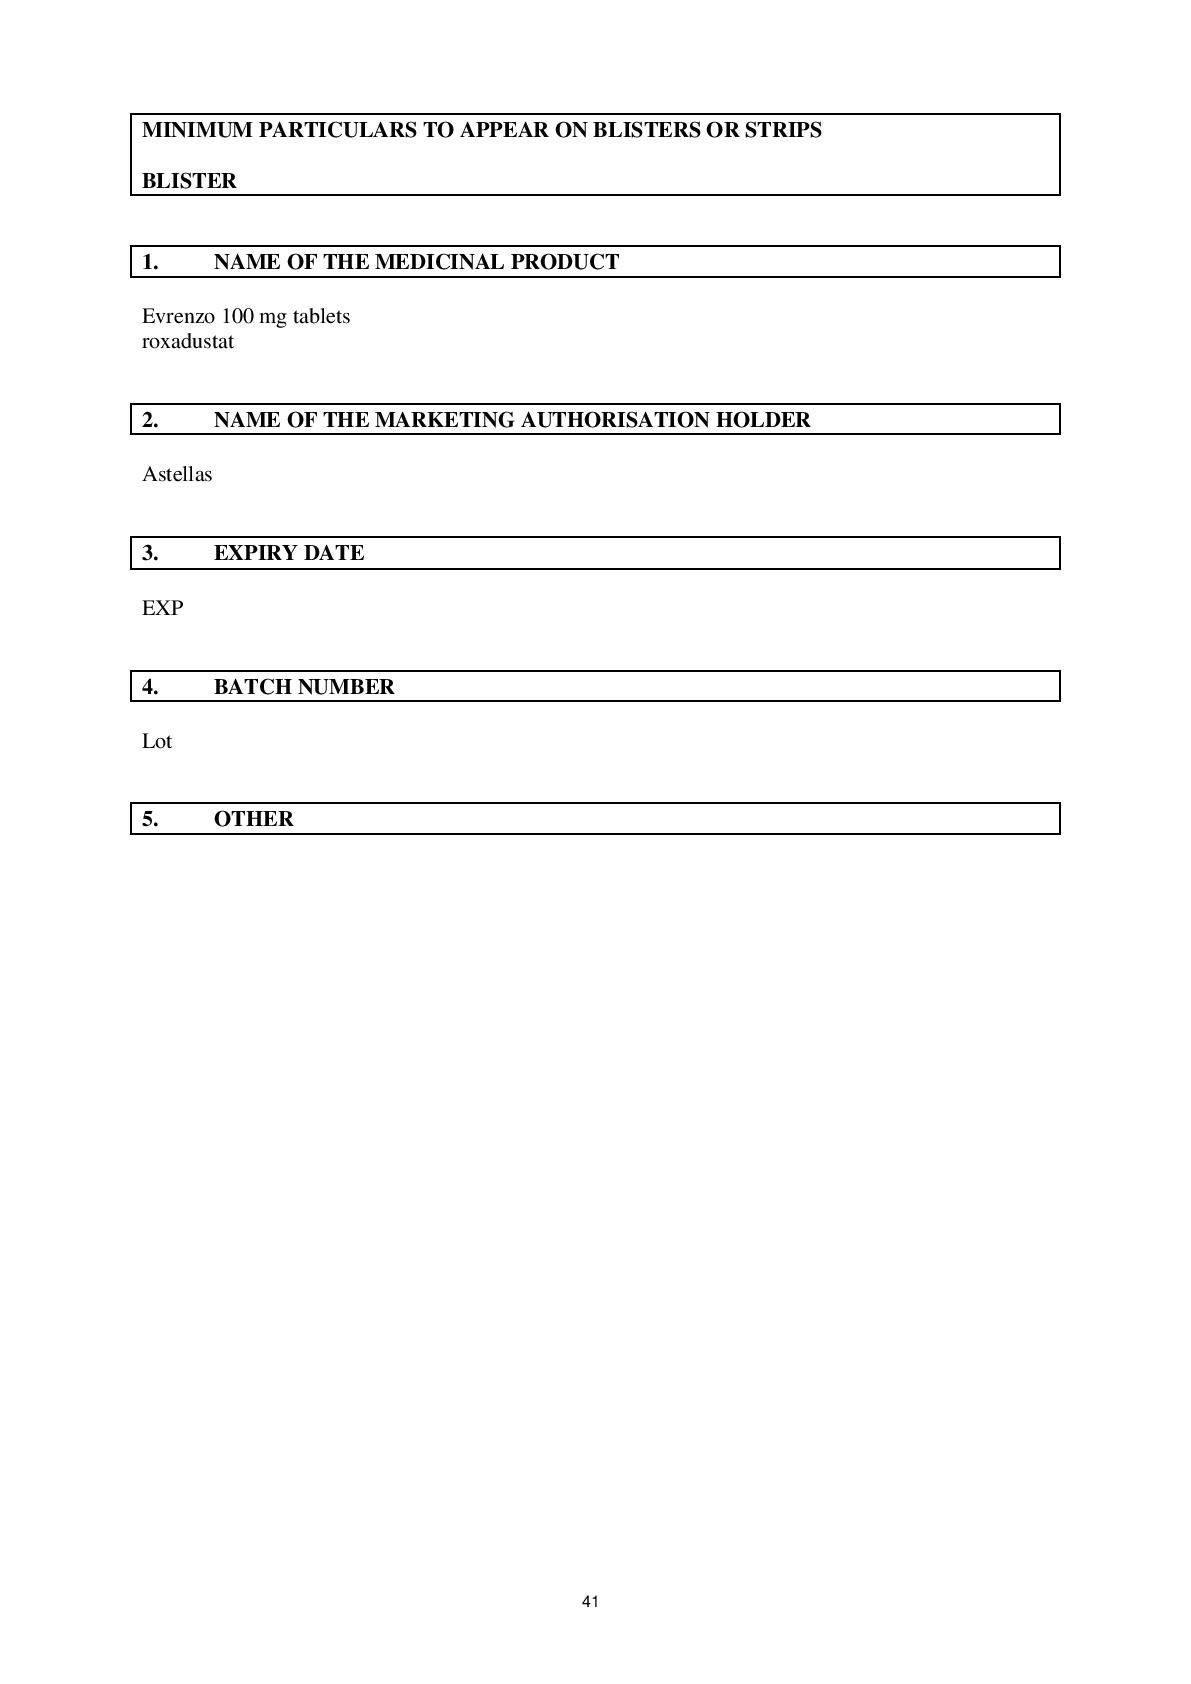 MINIMUM PARTICULARS TO APPEAR ON BLISTERS OR STRIPS
BLISTER
1. NAME OF THE MEDICINAL PRODUCT
Evrenzo 100 mg tablets
roxadustat
2. NAME OF THE MARKETING AUTHORISATION HOLDER
Astellas
3. EXPIRY DATE
EXP
4. BATCH NUMBER
Lot
5. OTHER
41